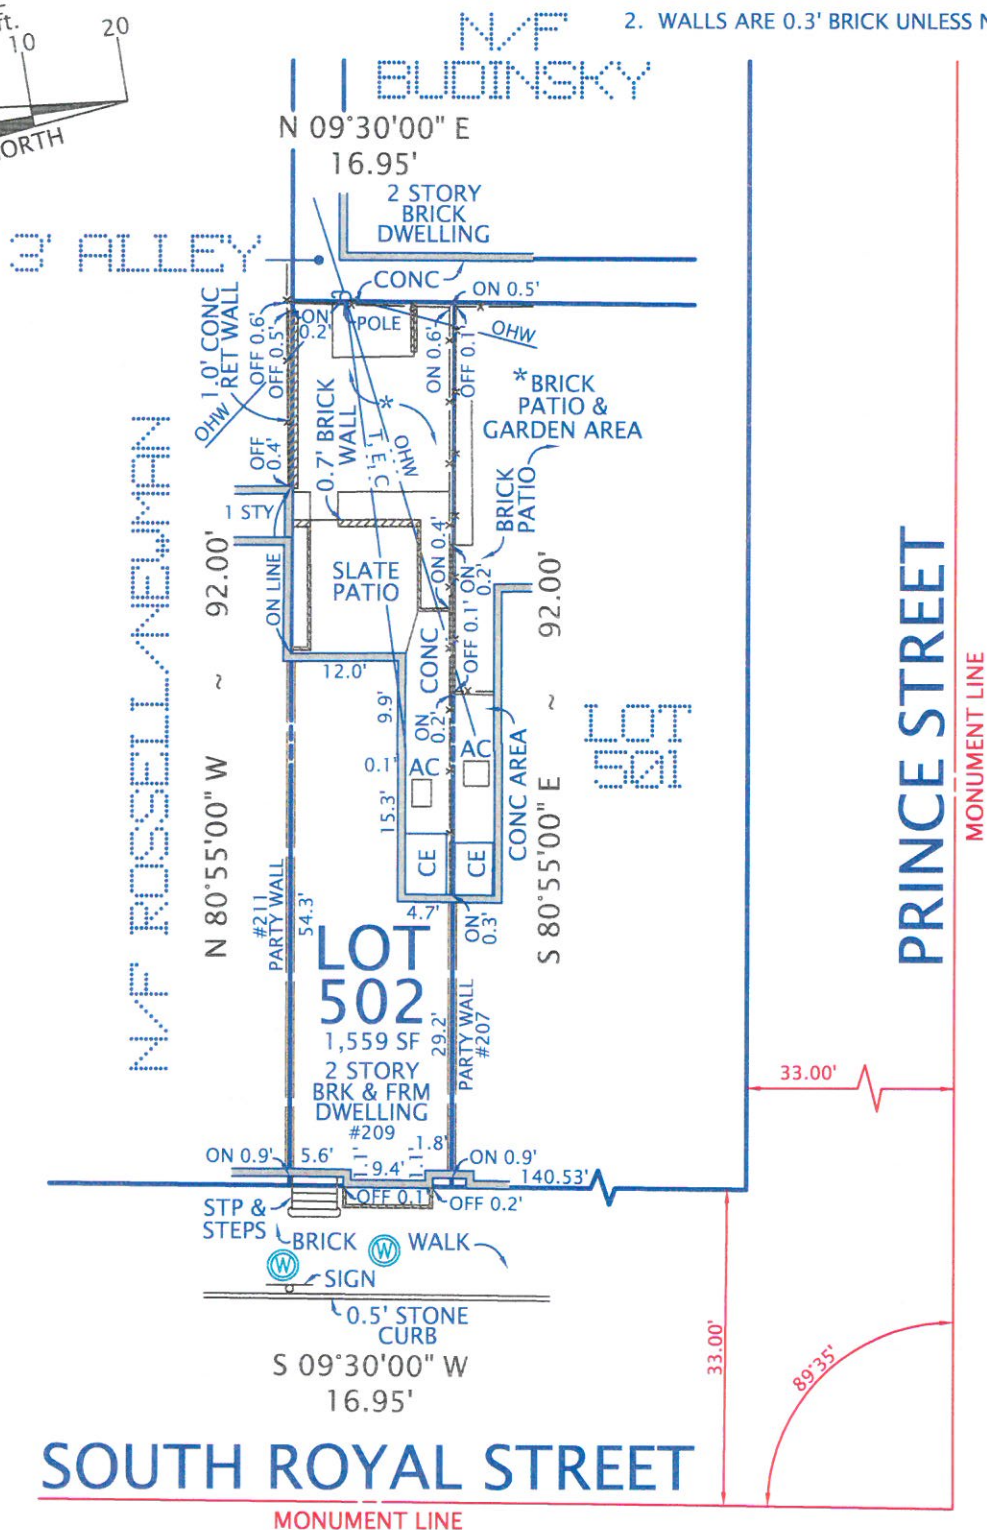 ft.
10
20
NORTH
2. WALLS ARE 0.3' BRICK UNLESS
N/F
BUDINSKY
N 09°30'00" E
16.95'
2 STORY
BRICK
DWELLING
3' ALLEY
CONC
ON 0.5'
POLE
OHW
1.0' CONC
RET WALL
OFF 0.6'
OFF 0.5'
ON
0.2'
ON 0.6'
OFF 0.1'
OHW
*
*BRICK
PATIO &
GARDEN AREA
0.7' BRICK
WALL
OHW
T, E, C
OFF
0.4'
BRICK
PATIO
1 STY
ON LINE
SLATE
PATIO
ON 0.4'
ON
0.2'
OFF 0.1'
N/F ROSSELL/NEWMAN
N 80°55'00" W ~ 92.00'
S 80°55'00" E ~ 92.00'
12.0'
CONC
9.9'
ON
0.2'
0.1'
AC
AC
15.3'
CONC AREA
CE
CE
LOT
501
4.7'
ON
0.3'
#211
PARTY WALL
54.3'
LOT
502
1,559 SF
2 STORY
BRK & FRM
DWELLING
#209
29.2'
PARTY WALL
#207
PRINCE STREET
MONUMENT LINE
33.00'
ON 0.9'
5.6'
1.1'
9.4'
1.1'
1.8'
ON 0.9'
140.53'
OFF 0.1'
OFF 0.2'
STP &
STEPS
BRICK
WALK
W
W
SIGN
0.5' STONE
CURB
S 09°30'00" W
16.95'
33.00'
89°35'
SOUTH ROYAL STREET
MONUMENT LINE